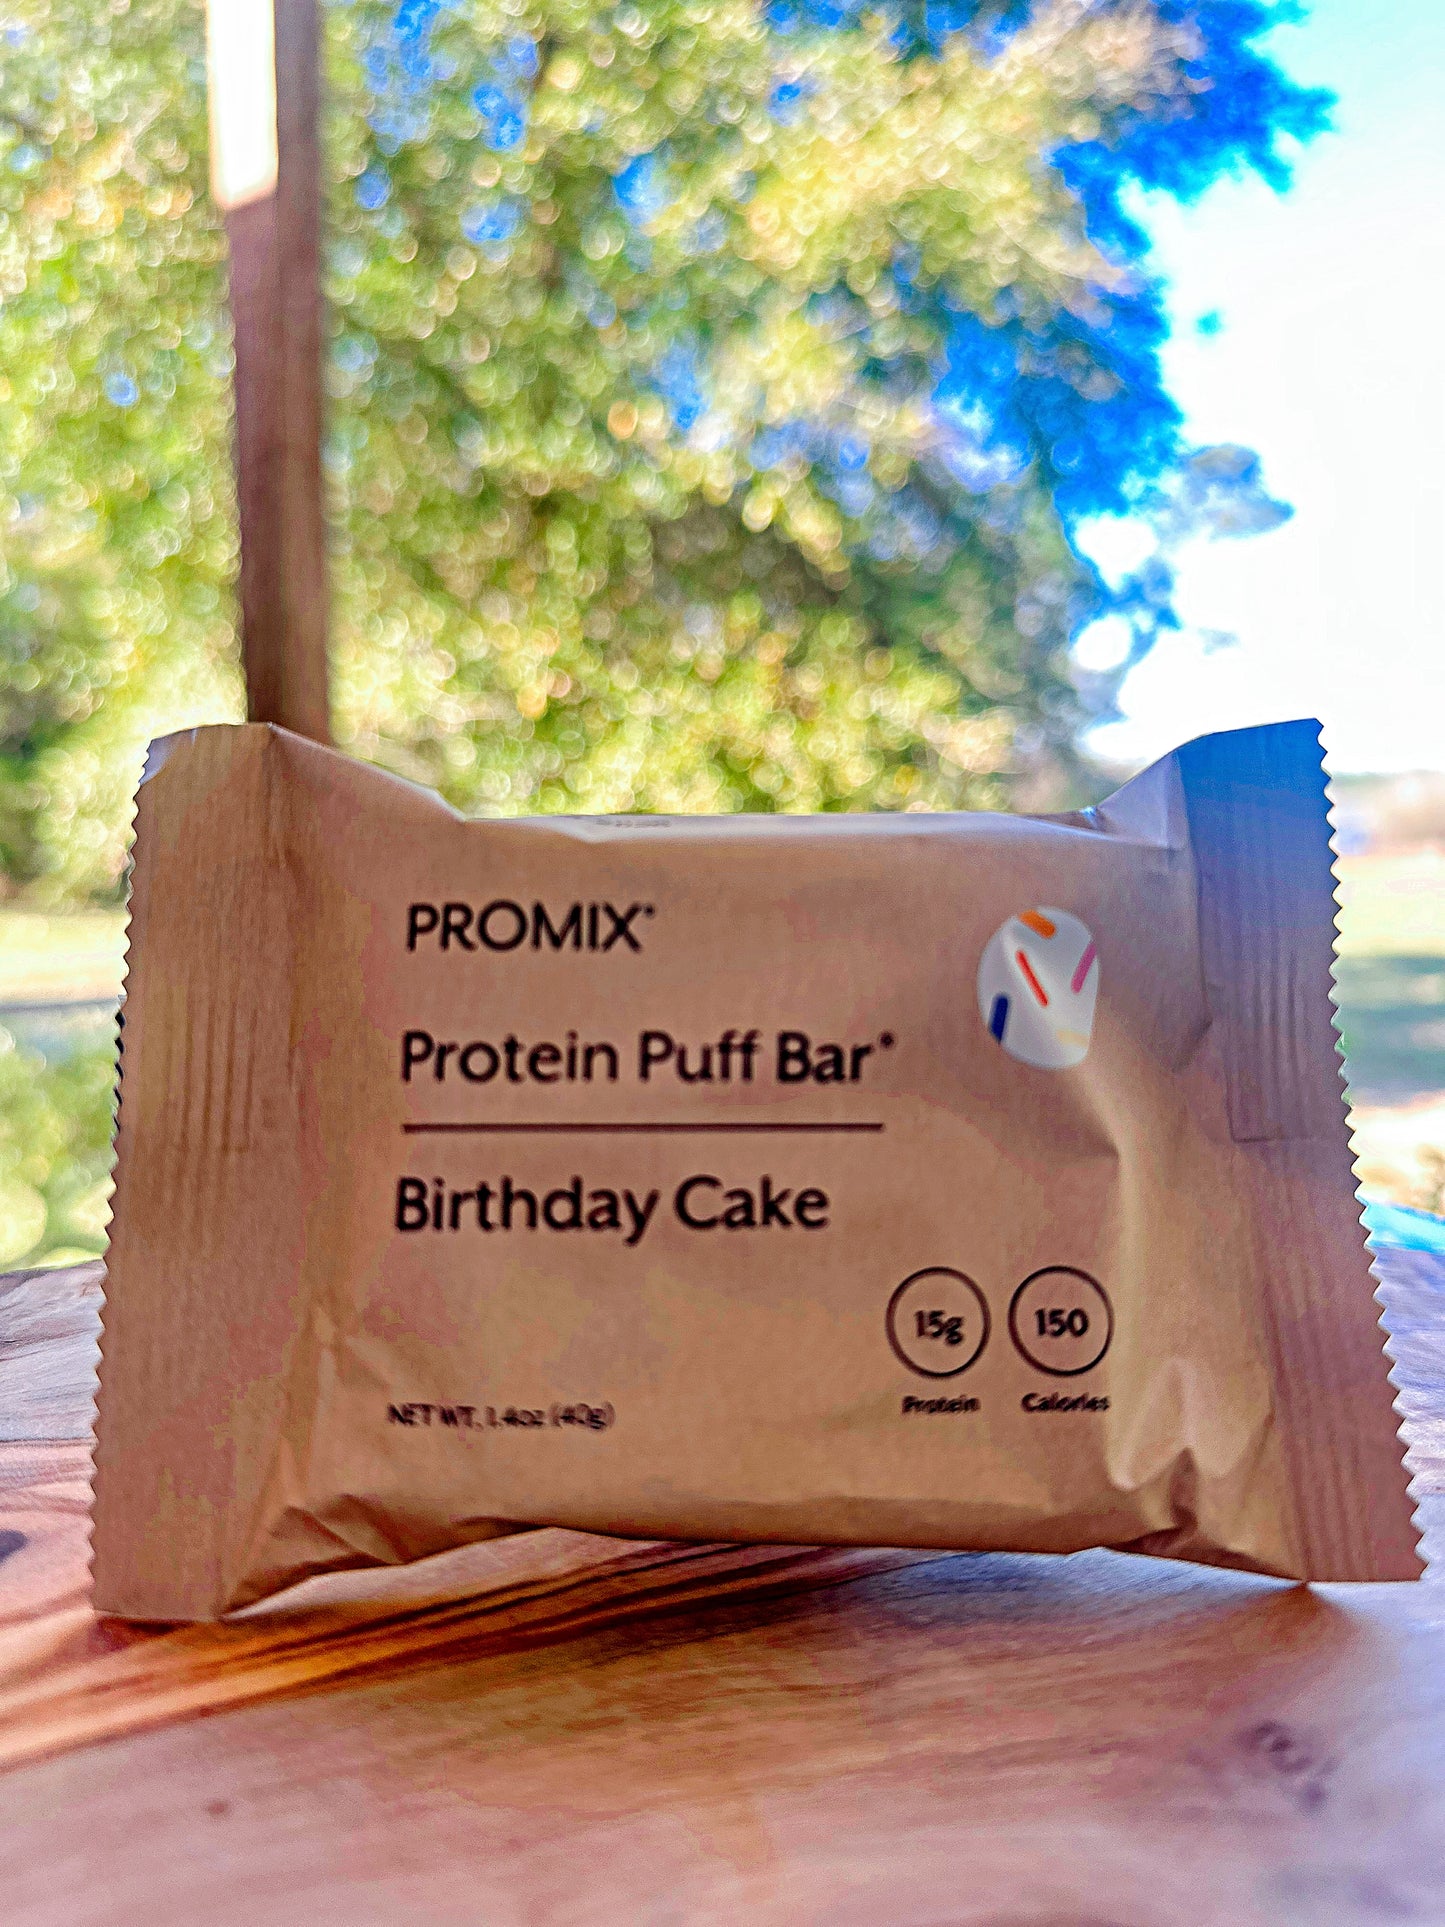 PROMIX®
Protein Puff Bar®
Birthday Cake
15g
150
Protein
Calories
NET WT. 1.4oz (40g)